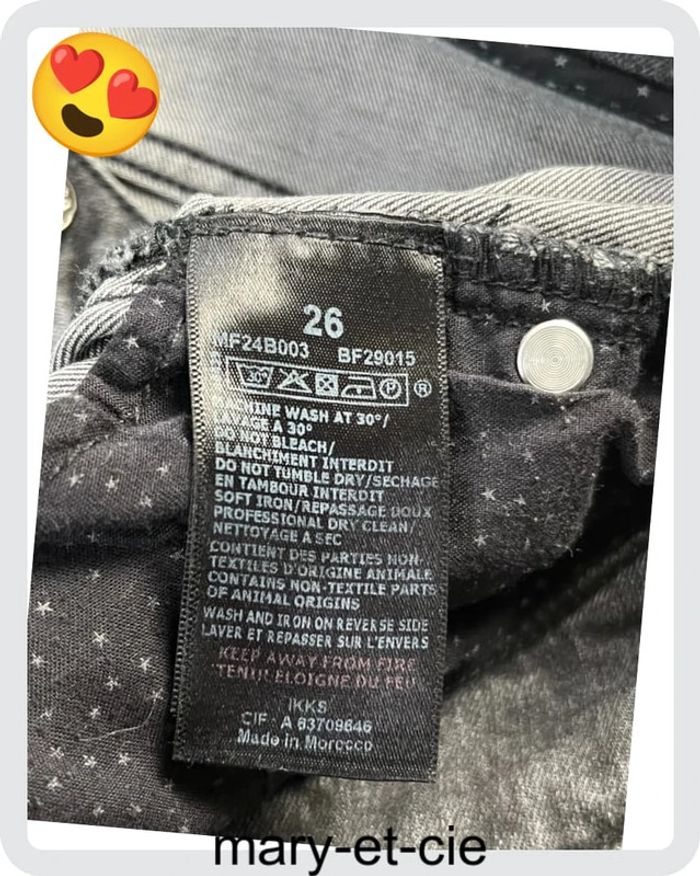 26
MF24B003 BF29015
30° P ®
MACHINE WASH AT 30°/
LAVAGE A 30°
DO NOT BLEACH/
BLANCHIMENT INTERDIT
DO NOT TUMBLE DRY/SECHAGE
EN TAMBOUR INTERDIT
SOFT IRON/REPASSAGE DOUX
PROFESSIONAL DRY CLEAN/
NETTOYAGE A SEC
CONTIENT DES PARTIES NON
TEXTILES D'ORIGINE ANIMALE
CONTAINS NON-TEXTILE PARTS
OF ANIMAL ORIGINS
WASH AND IRON ON REVERSE SIDE
LAVER ET REPASSER SUR L'ENVERS
KEEP AWAY FROM FIRE
TENIR ELOIGNE DU FEU
IKKS
CIF: A 63709646
Made in Morocco
mary-et-cie